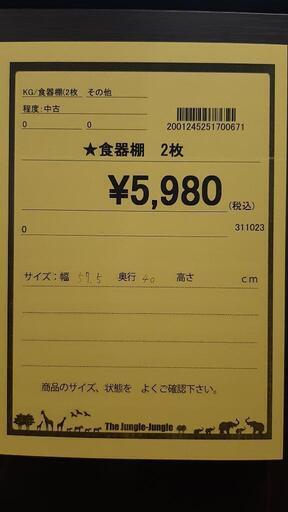 KG/食器棚(2枚 その他
程度:中古
0 0
2001245251700671
★食器棚 2枚
¥5,980
(税込)
0 311023
サイズ:幅 57.5 奥行 40 高さ cm
商品のサイズ、状態を よくご確認下さい。
The Jungle-Jungle